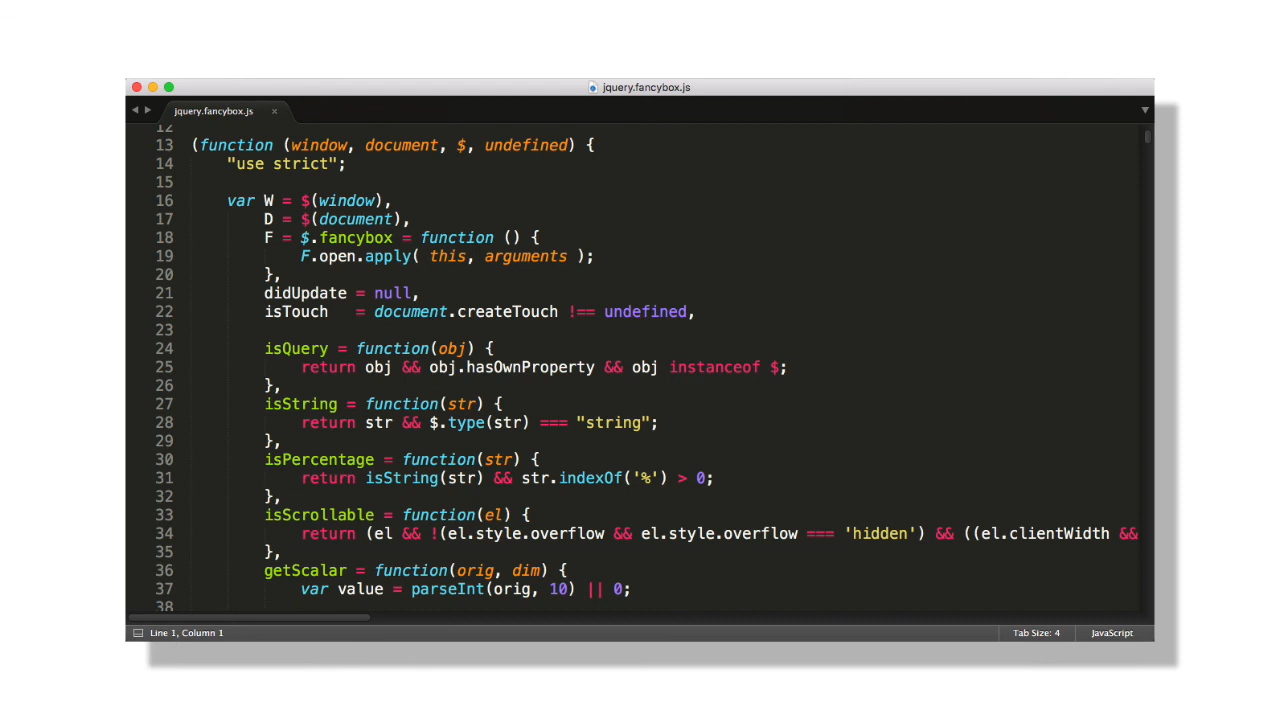 jquery.fancybox.js
jquery.fancybox.js ×
12
13 (function (window, document, $, undefined) {
14     "use strict";
15
16     var W = $(window),
17         D = $(document),
18         F = $.fancybox = function () {
19             F.open.apply( this, arguments );
20         },
21         didUpdate = null,
22         isTouch   = document.createTouch !== undefined,
23
24         isQuery = function(obj) {
25             return obj && obj.hasOwnProperty && obj instanceof $;
26         },
27         isString = function(str) {
28             return str && $.type(str) === "string";
29         },
30         isPercentage = function(str) {
31             return isString(str) && str.indexOf('%') > 0;
32         },
33         isScrollable = function(el) {
34             return (el && !(el.style.overflow && el.style.overflow === 'hidden') && ((el.clientWidth &&
35         },
36         getScalar = function(orig, dim) {
37             var value = parseInt(orig, 10) || 0;
38
Line 1, Column 1 Tab Size: 4 JavaScript